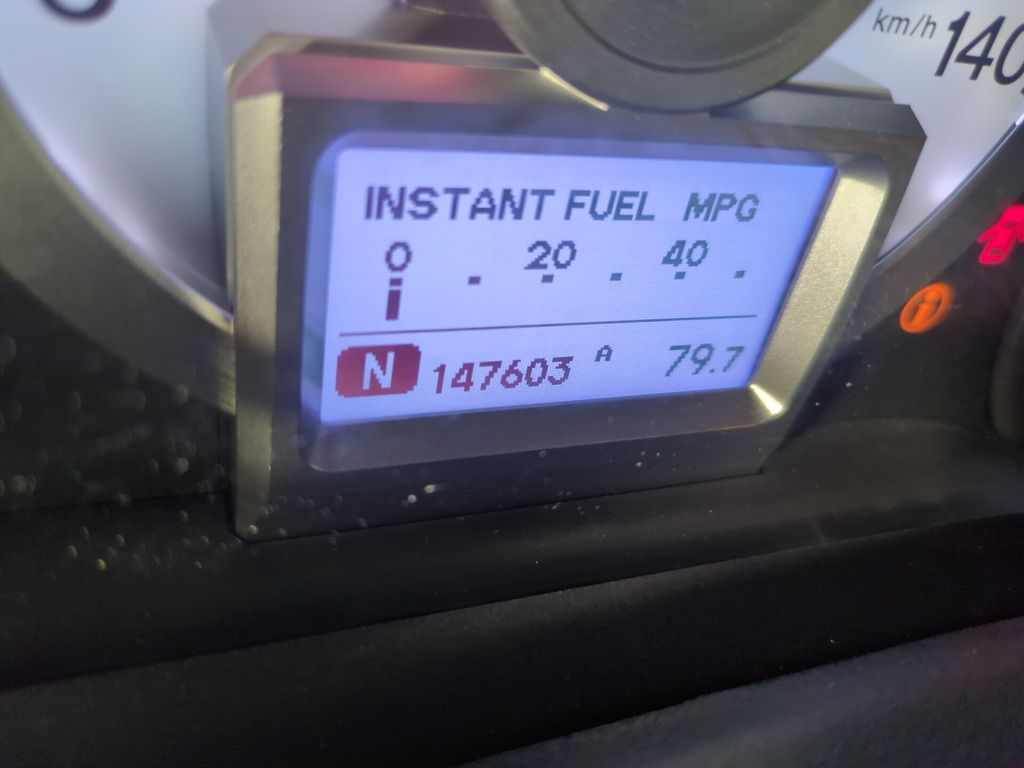 km/h 140
INSTANT FUEL MPG
0 20 40
N 147603 A 79.7